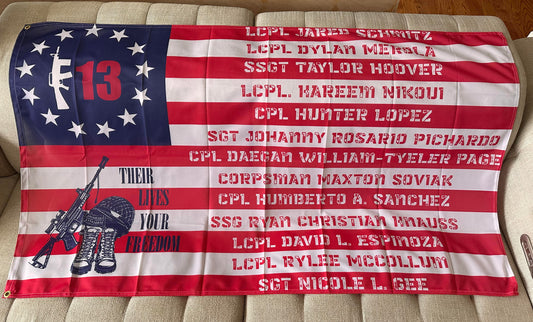 13
THEIR
LIVES
YOUR
FREEDOM
LCPL JARED SCHMITZ
LCPL DYLAN MEROLA
SSGT TAYLOR HOOVER
LCPL. HAREEM NIKOUI
CPL HUNTER LOPEZ
SGT JOHANNY ROSARIO PICHARDO
CPL DAEGAN WILLIAM-TYELER PAGE
CORPSMAN MAXTON SOVIAK
CPL HUMBERTO A. SANCHEZ
SSG RYAN CHRISTIAN KNAUSS
LCPL DAVID L. ESPINOZA
LCPL RYLEE MCCOLLUM
SGT NICOLE L. GEE